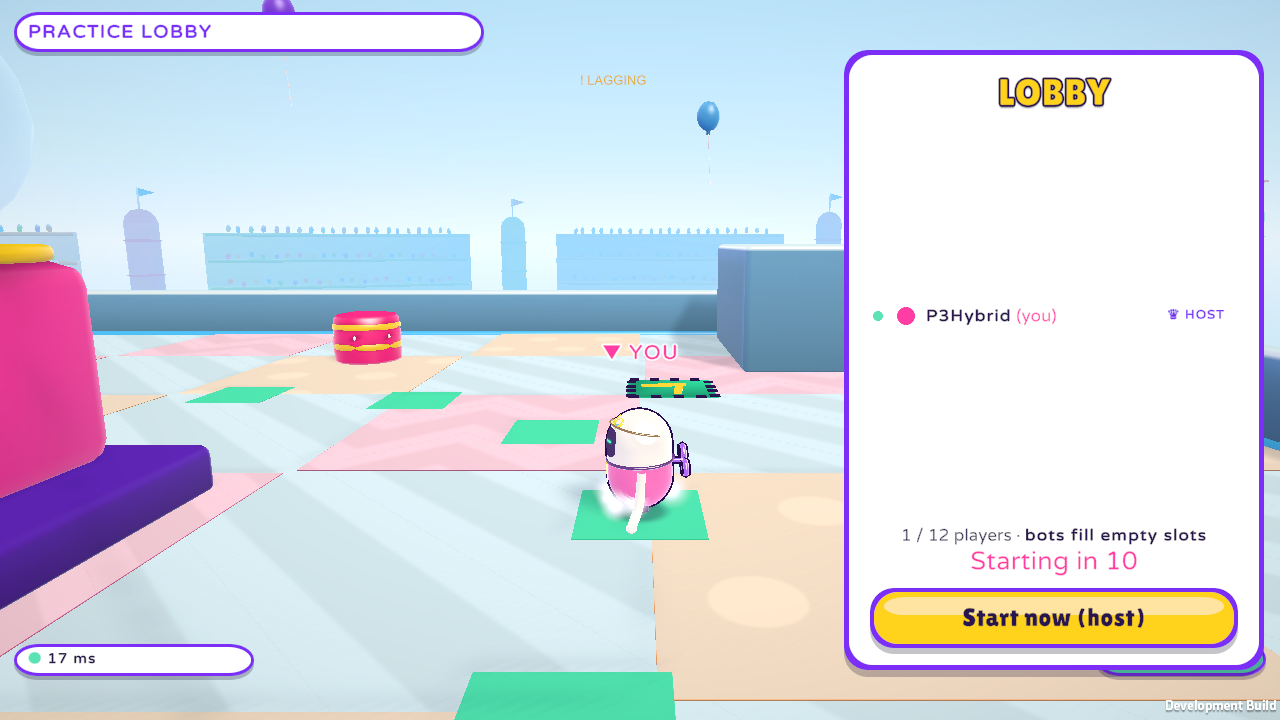 PRACTICE LOBBY
! LAGGING
LOBBY
P3Hybrid (you)
HOST
YOU
1 / 12 players · bots fill empty slots
Starting in 10
Start now (host)
17 ms
Development Build